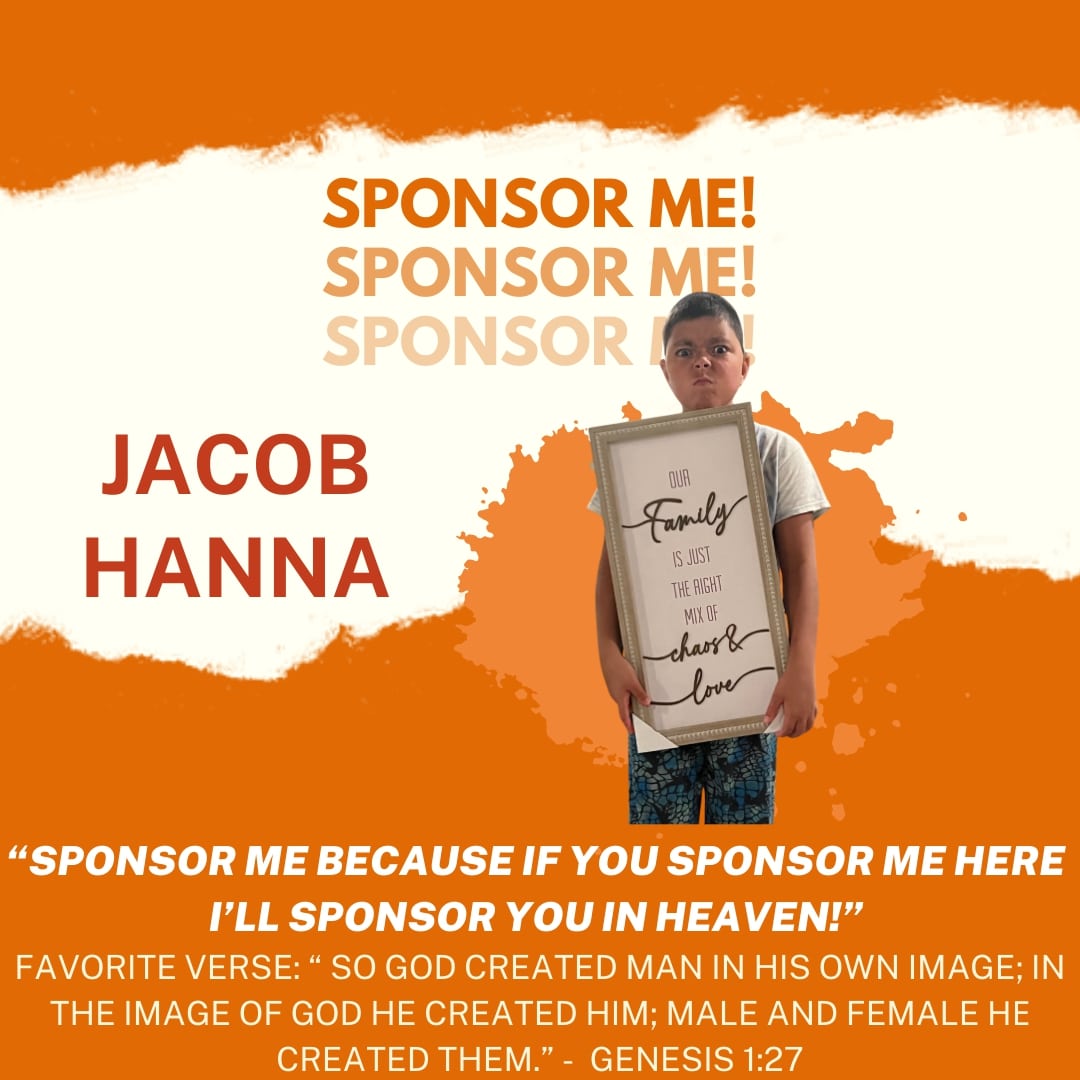 SPONSOR ME!
SPONSOR ME!
SPONSOR M !
JACOB
HANNA
OUR
Family
IS JUST
THE RIGHT
MIX OF
chaos &
love
“SPONSOR ME BECAUSE IF YOU SPONSOR ME HERE
I’LL SPONSOR YOU IN HEAVEN!”
FAVORITE VERSE: “ SO GOD CREATED MAN IN HIS OWN IMAGE; IN
THE IMAGE OF GOD HE CREATED HIM; MALE AND FEMALE HE
CREATED THEM.” - GENESIS 1:27